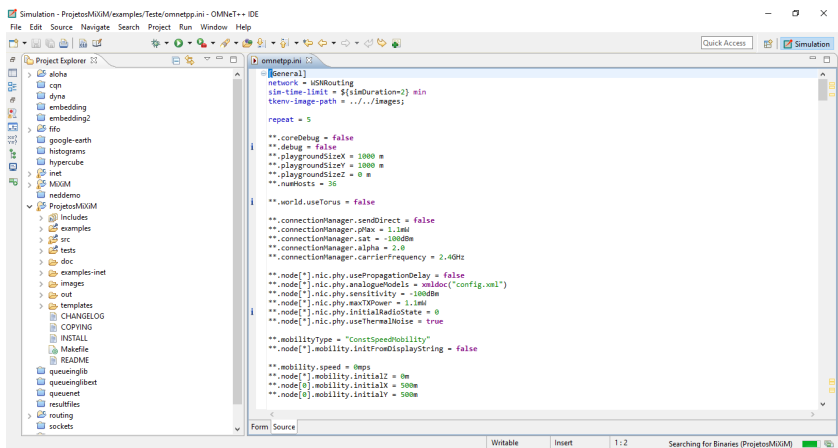 Simulation - ProjetosMiXiM/examples/Teste/omnetpp.ini - OMNeT++ IDE
File Edit Source Navigate Search Project Run Window Help
Quick Access
Simulation
Project Explorer
aloha
cqn
dyna
embedding
embedding2
fifo
google-earth
histograms
hypercube
inet
MiXiM
neddemo
ProjetosMiXiM
Includes
examples
src
tests
doc
examples-inet
images
out
templates
CHANGELOG
COPYING
INSTALL
Makefile
README
queueinglib
queueinglibext
queuenet
resultfiles
routing
sockets
omnetpp.ini
[General]
network = WSNRouting
sim-time-limit = ${simDuration=2} min
tkenv-image-path = ../../images;
repeat = 5
**.coreDebug = false
**.debug = false
**.playgroundSizeX = 1000 m
**.playgroundSizeY = 1000 m
**.playgroundSizeZ = 0 m
**.numHosts = 36
**.world.useTorus = false
**.connectionManager.sendDirect = false
**.connectionManager.pMax = 1.1mW
**.connectionManager.sat = -100dBm
**.connectionManager.alpha = 2.0
**.connectionManager.carrierFrequency = 2.4GHz
**.node[*].nic.phy.usePropagationDelay = false
**.node[*].nic.phy.analogueModels = xmldoc("config.xml")
**.node[*].nic.phy.sensitivity = -100dBm
**.node[*].nic.phy.maxTXPower = 1.1mW
**.node[*].nic.phy.initialRadioState = 0
**.node[*].nic.phy.useThermalNoise = true
**.mobilityType = "ConstSpeedMobility"
**.node[*].mobility.initFromDisplayString = false
**.mobility.speed = 0mps
**.node[*].mobility.initialZ = 0m
**.node[0].mobility.initialX = 500m
**.node[0].mobility.initialY = 500m
Form Source
Writable Insert 1 : 2 Searching for Binaries (ProjetosMiXiM)